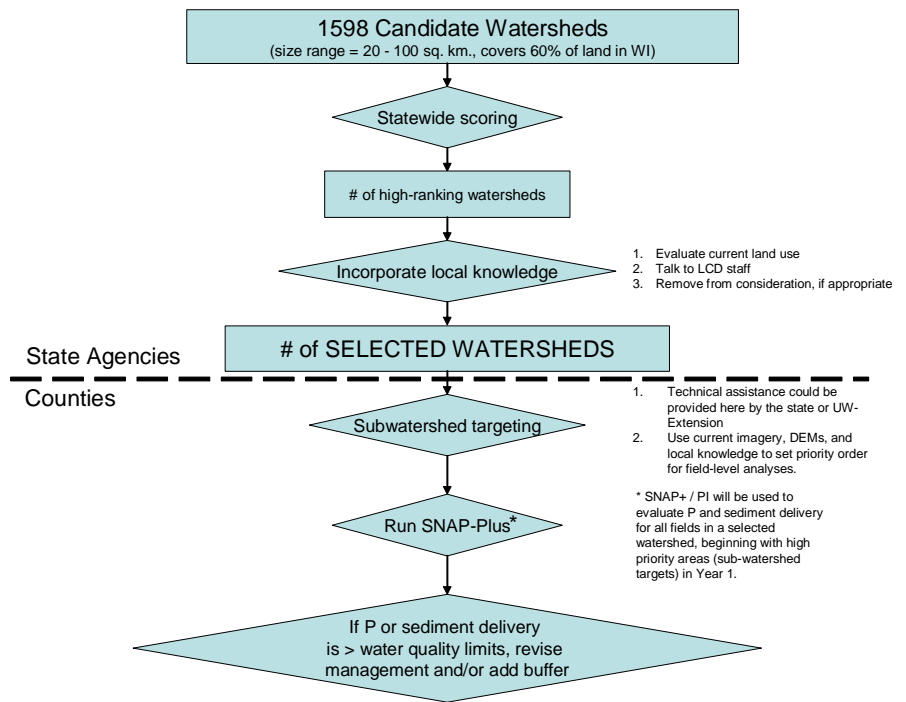 1598 Candidate Watersheds
(size range = 20 - 100 sq. km., covers 60% of land in WI)
Statewide scoring
# of high-ranking watersheds
Incorporate local knowledge
1. Evaluate current land use
2. Talk to LCD staff
3. Remove from consideration, if appropriate
# of SELECTED WATERSHEDS
State Agencies
Counties
Subwatershed targeting
1. Technical assistance could be
provided here by the state or UW-
Extension
2. Use current imagery, DEMs, and
local knowledge to set priority order
for field-level analyses.
Run SNAP-Plus*
* SNAP+ / PI will be used to
evaluate P and sediment delivery
for all fields in a selected
watershed, beginning with high
priority areas (sub-watershed
targets) in Year 1.
If P or sediment delivery
is > water quality limits, revise
management and/or add buffer